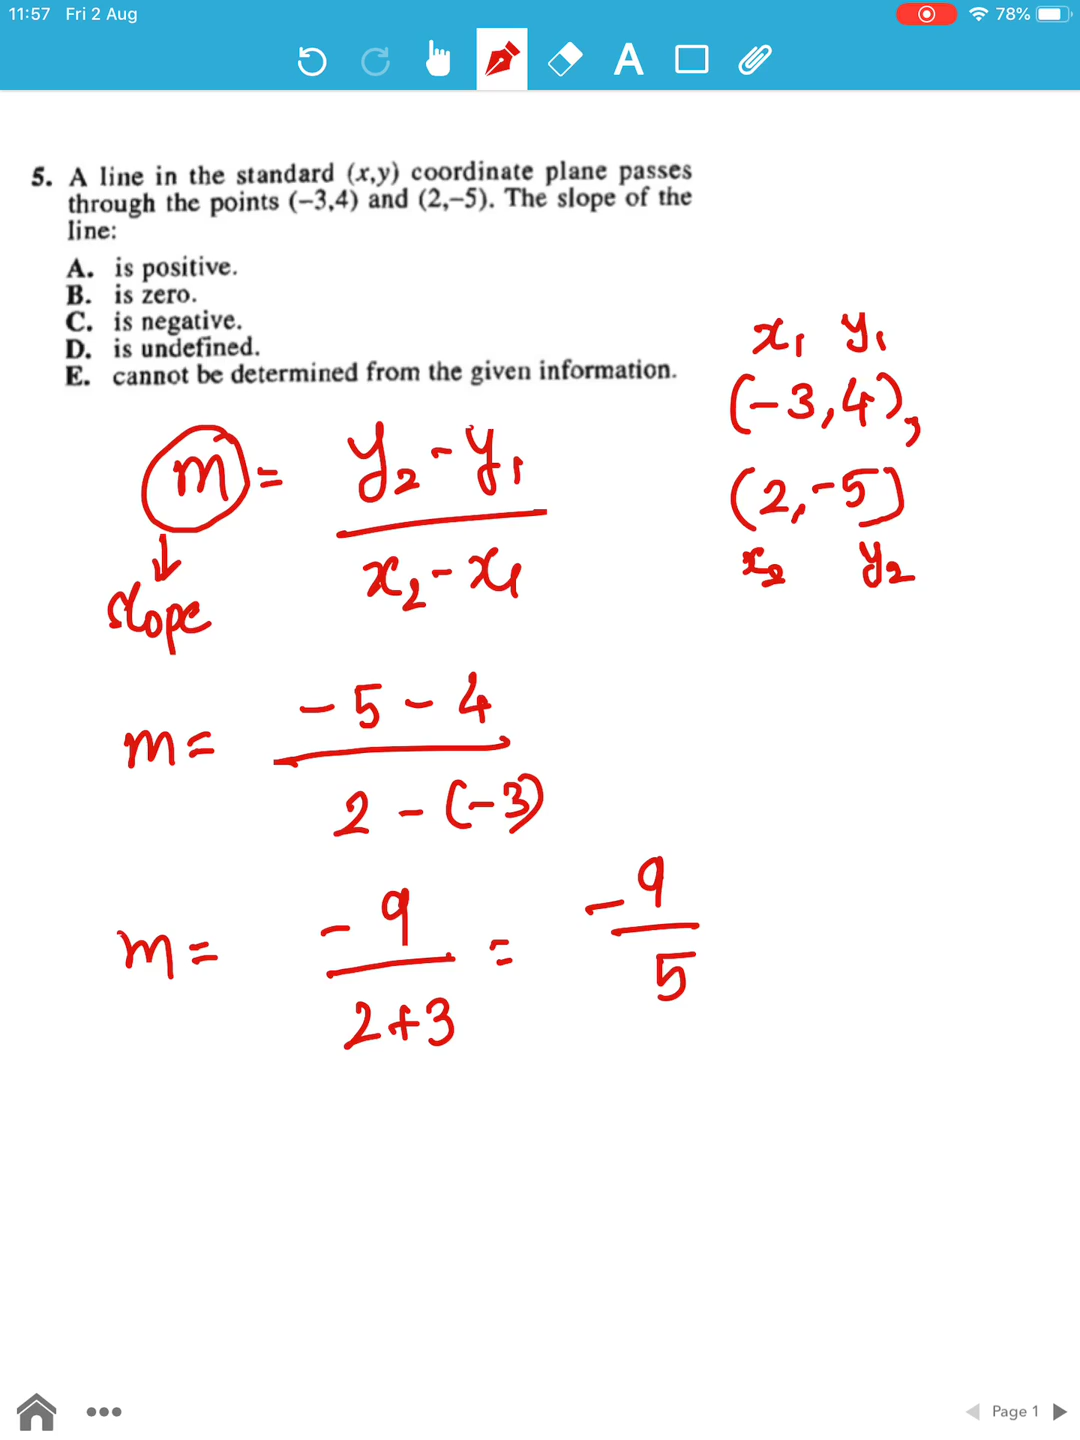 11:57 Fri 2 Aug 78%
A
5. A line in the standard (x,y) coordinate plane passes
through the points (−3,4) and (2,−5). The slope of the
line:
A. is positive.
B. is zero.
C. is negative.
D. is undefined.
E. cannot be determined from the given information.
x₁ y₁
(-3,4),
(2,-5)
x₂ y₂
m = y₂-y₁ / x₂-x₁
slope
m = -5-4 / 2-(-3)
m = -9 / 2+3 = -9 / 5
Page 1